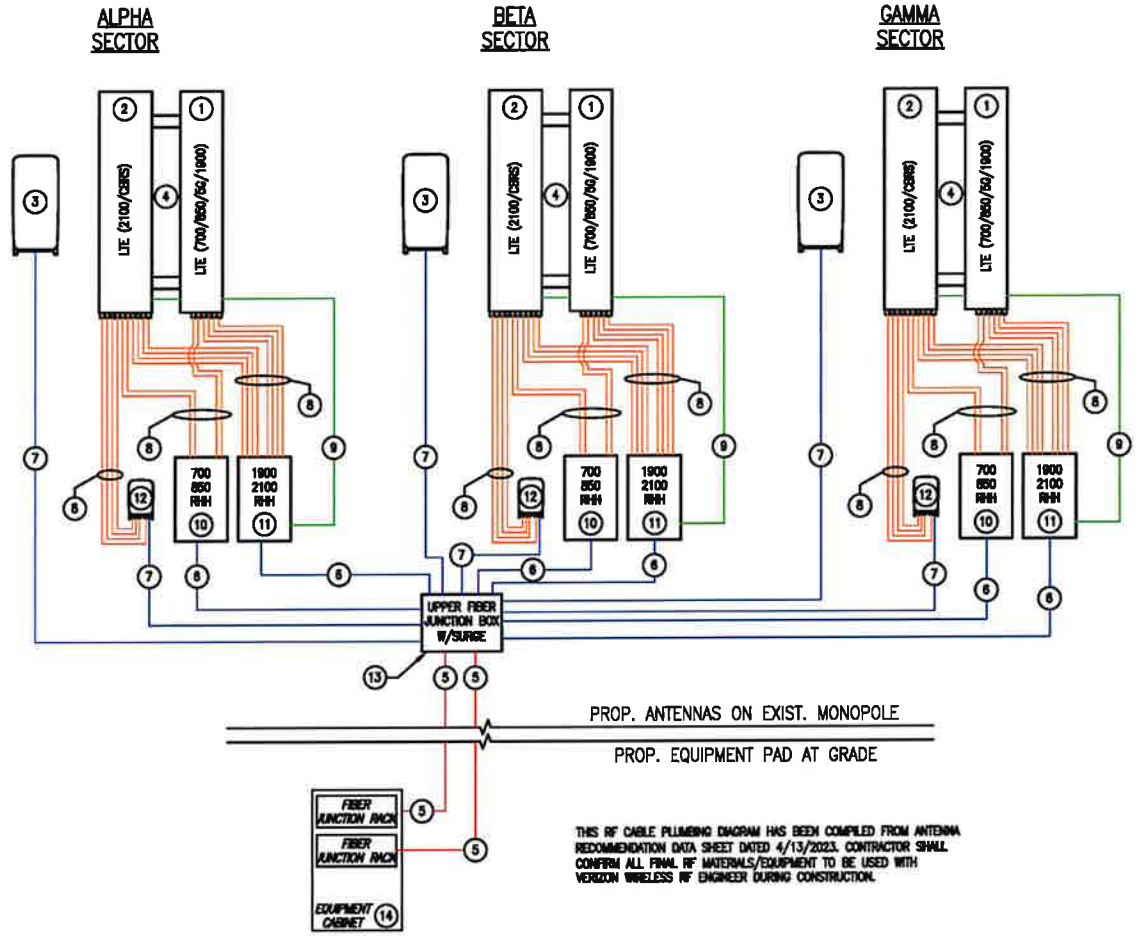 ALPHA
SECTOR
BETA
SECTOR
GAMMA
SECTOR
2
1
3
4
LTE (2100/CBRS)
LTE (700/850/5G/1900)
2
1
3
4
LTE (2100/CBRS)
LTE (700/850/5G/1900)
2
1
3
4
LTE (2100/CBRS)
LTE (700/850/5G/1900)
8
8
9
7
8
12
700
850
RHH
10
1900
2100
RHH
11
8
8
9
7
8
12
700
850
RHH
10
1900
2100
RHH
11
8
8
9
7
8
12
700
850
RHH
10
1900
2100
RHH
11
7
6
6
7
6
6
7
6
6
UPPER FIBER
JUNCTION BOX
W/SURGE
13
5
5
PROP. ANTENNAS ON EXIST. MONOPOLE
PROP. EQUIPMENT PAD AT GRADE
FIBER
JUNCTION RACK
5
FIBER
JUNCTION RACK
5
EQUIPMENT
CABINET
14
THIS RF CABLE PLUMBING DIAGRAM HAS BEEN COMPILED FROM ANTENNA
RECOMMENDATION DATA SHEET DATED 4/13/2023. CONTRACTOR SHALL
CONFIRM ALL FINAL RF MATERIALS/EQUIPMENT TO BE USED WITH
VERIZON WIRELESS RF ENGINEER DURING CONSTRUCTION.